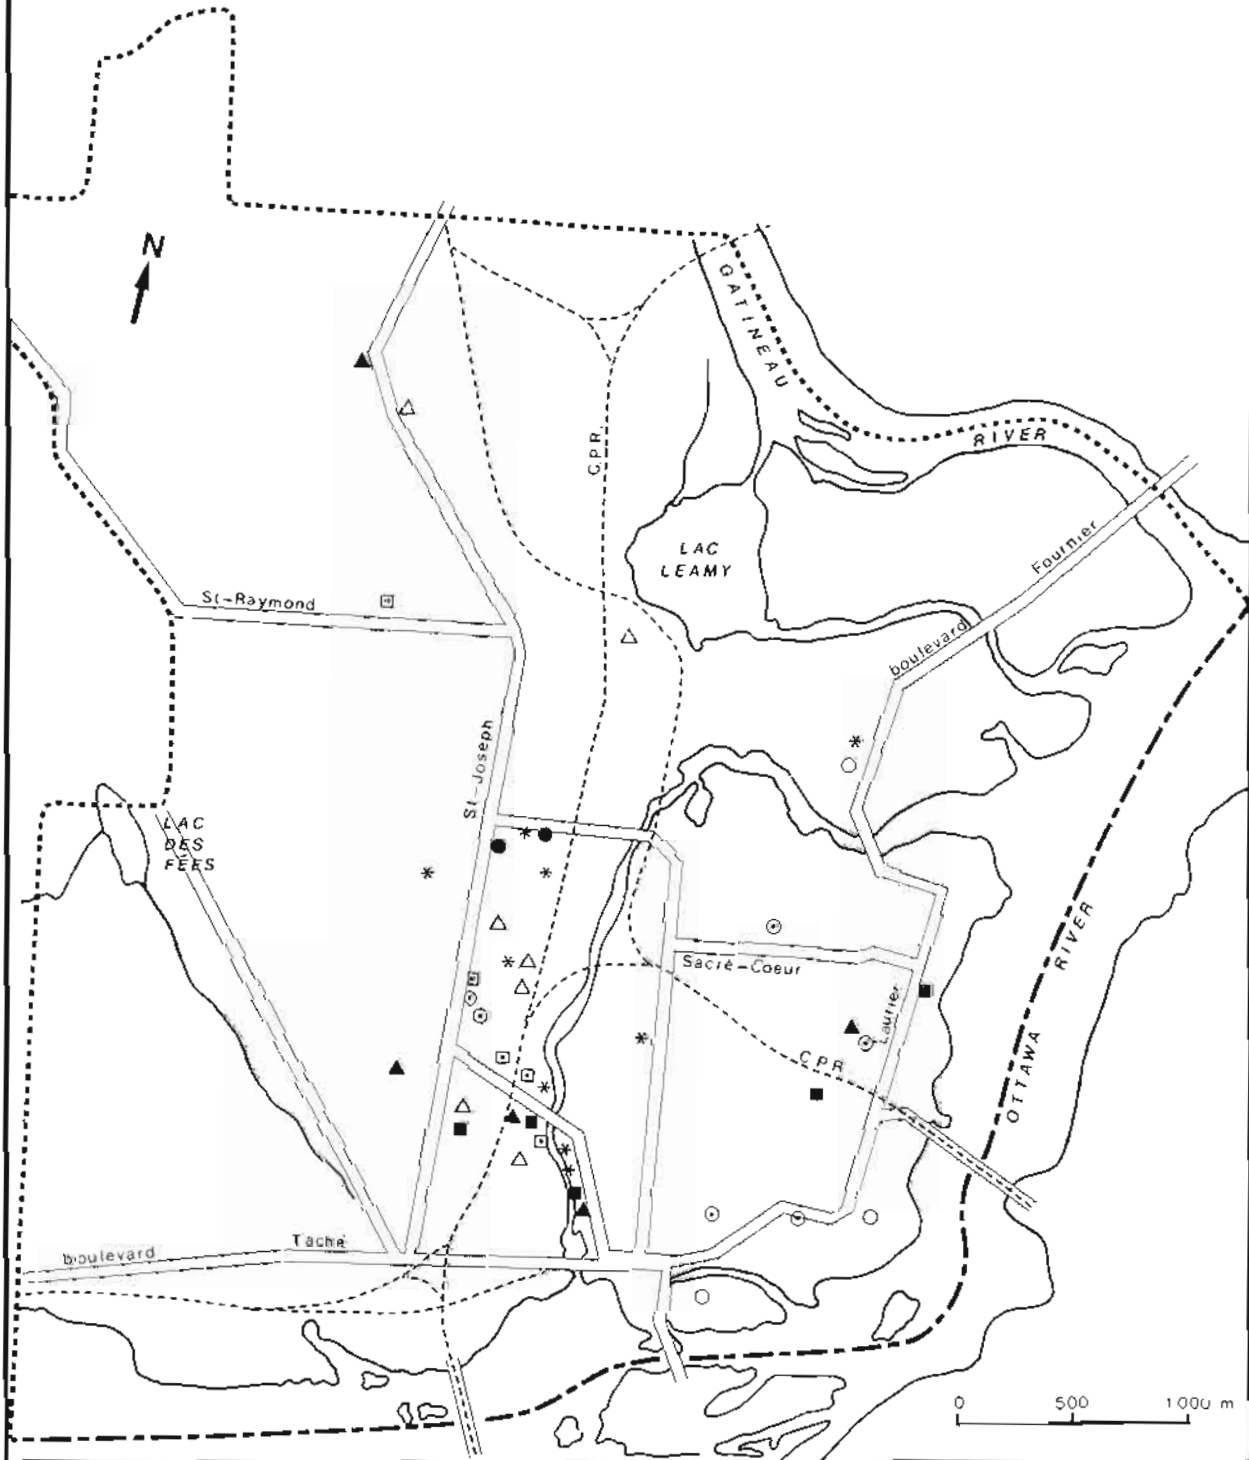 N
GATINEAU
RIVER
C.P.R.
Fournier
LAC
LEAMY
St-Raymond
boulevard
St-Joseph
LAC
DES
FÉES
Sacré-Coeur
RIVER
Laurier
OTTAWA
C.P.R.
boulevard
Taché
0 500 1000 m